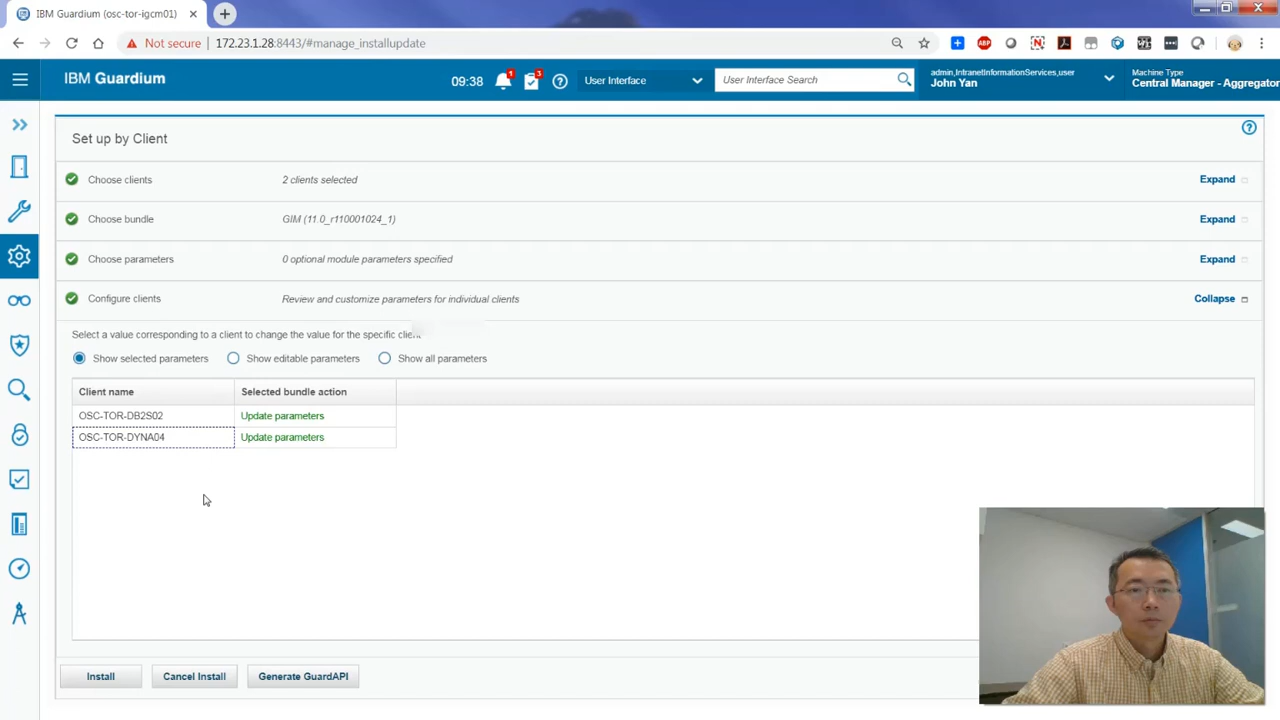 IBM Guardium (osc-tor-igcm01)
Not secure 172.23.1.28:8443/#manage_installupdate
ABP
IBM Guardium
09:38
1
3
User Interface
User Interface Search
admin,IntranetInformationServices,user
John Yan
Machine Type
Central Manager - Aggregator
Set up by Client
Choose clients 2 clients selected Expand
Choose bundle GIM (11.0_r110001024_1) Expand
Choose parameters 0 optional module parameters specified Expand
Configure clients Review and customize parameters for individual clients Collapse
Select a value corresponding to a client to change the value for the specific client.
Show selected parameters Show editable parameters Show all parameters
Client name Selected bundle action
OSC-TOR-DB2S02 Update parameters
OSC-TOR-DYNA04 Update parameters
Install Cancel Install Generate GuardAPI